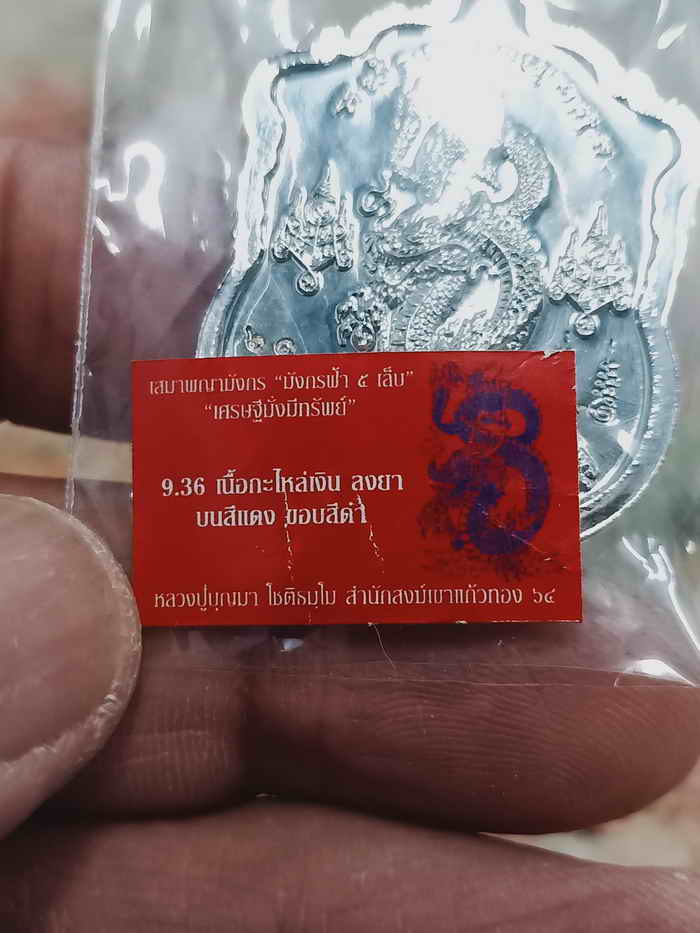 เสมาพญามังกร “มังกรฟ้า ๕ เล็บ”
“เศรษฐีมั่งมีทรัพย์”
9.36 เนื้อกะไหล่เงิน ลงยา
บนสีแดง ขอบสีดำ
หลวงปู่บุญมา โชติธมฺโม สำนักสงฆ์เขาแก้วทอง ๖๔